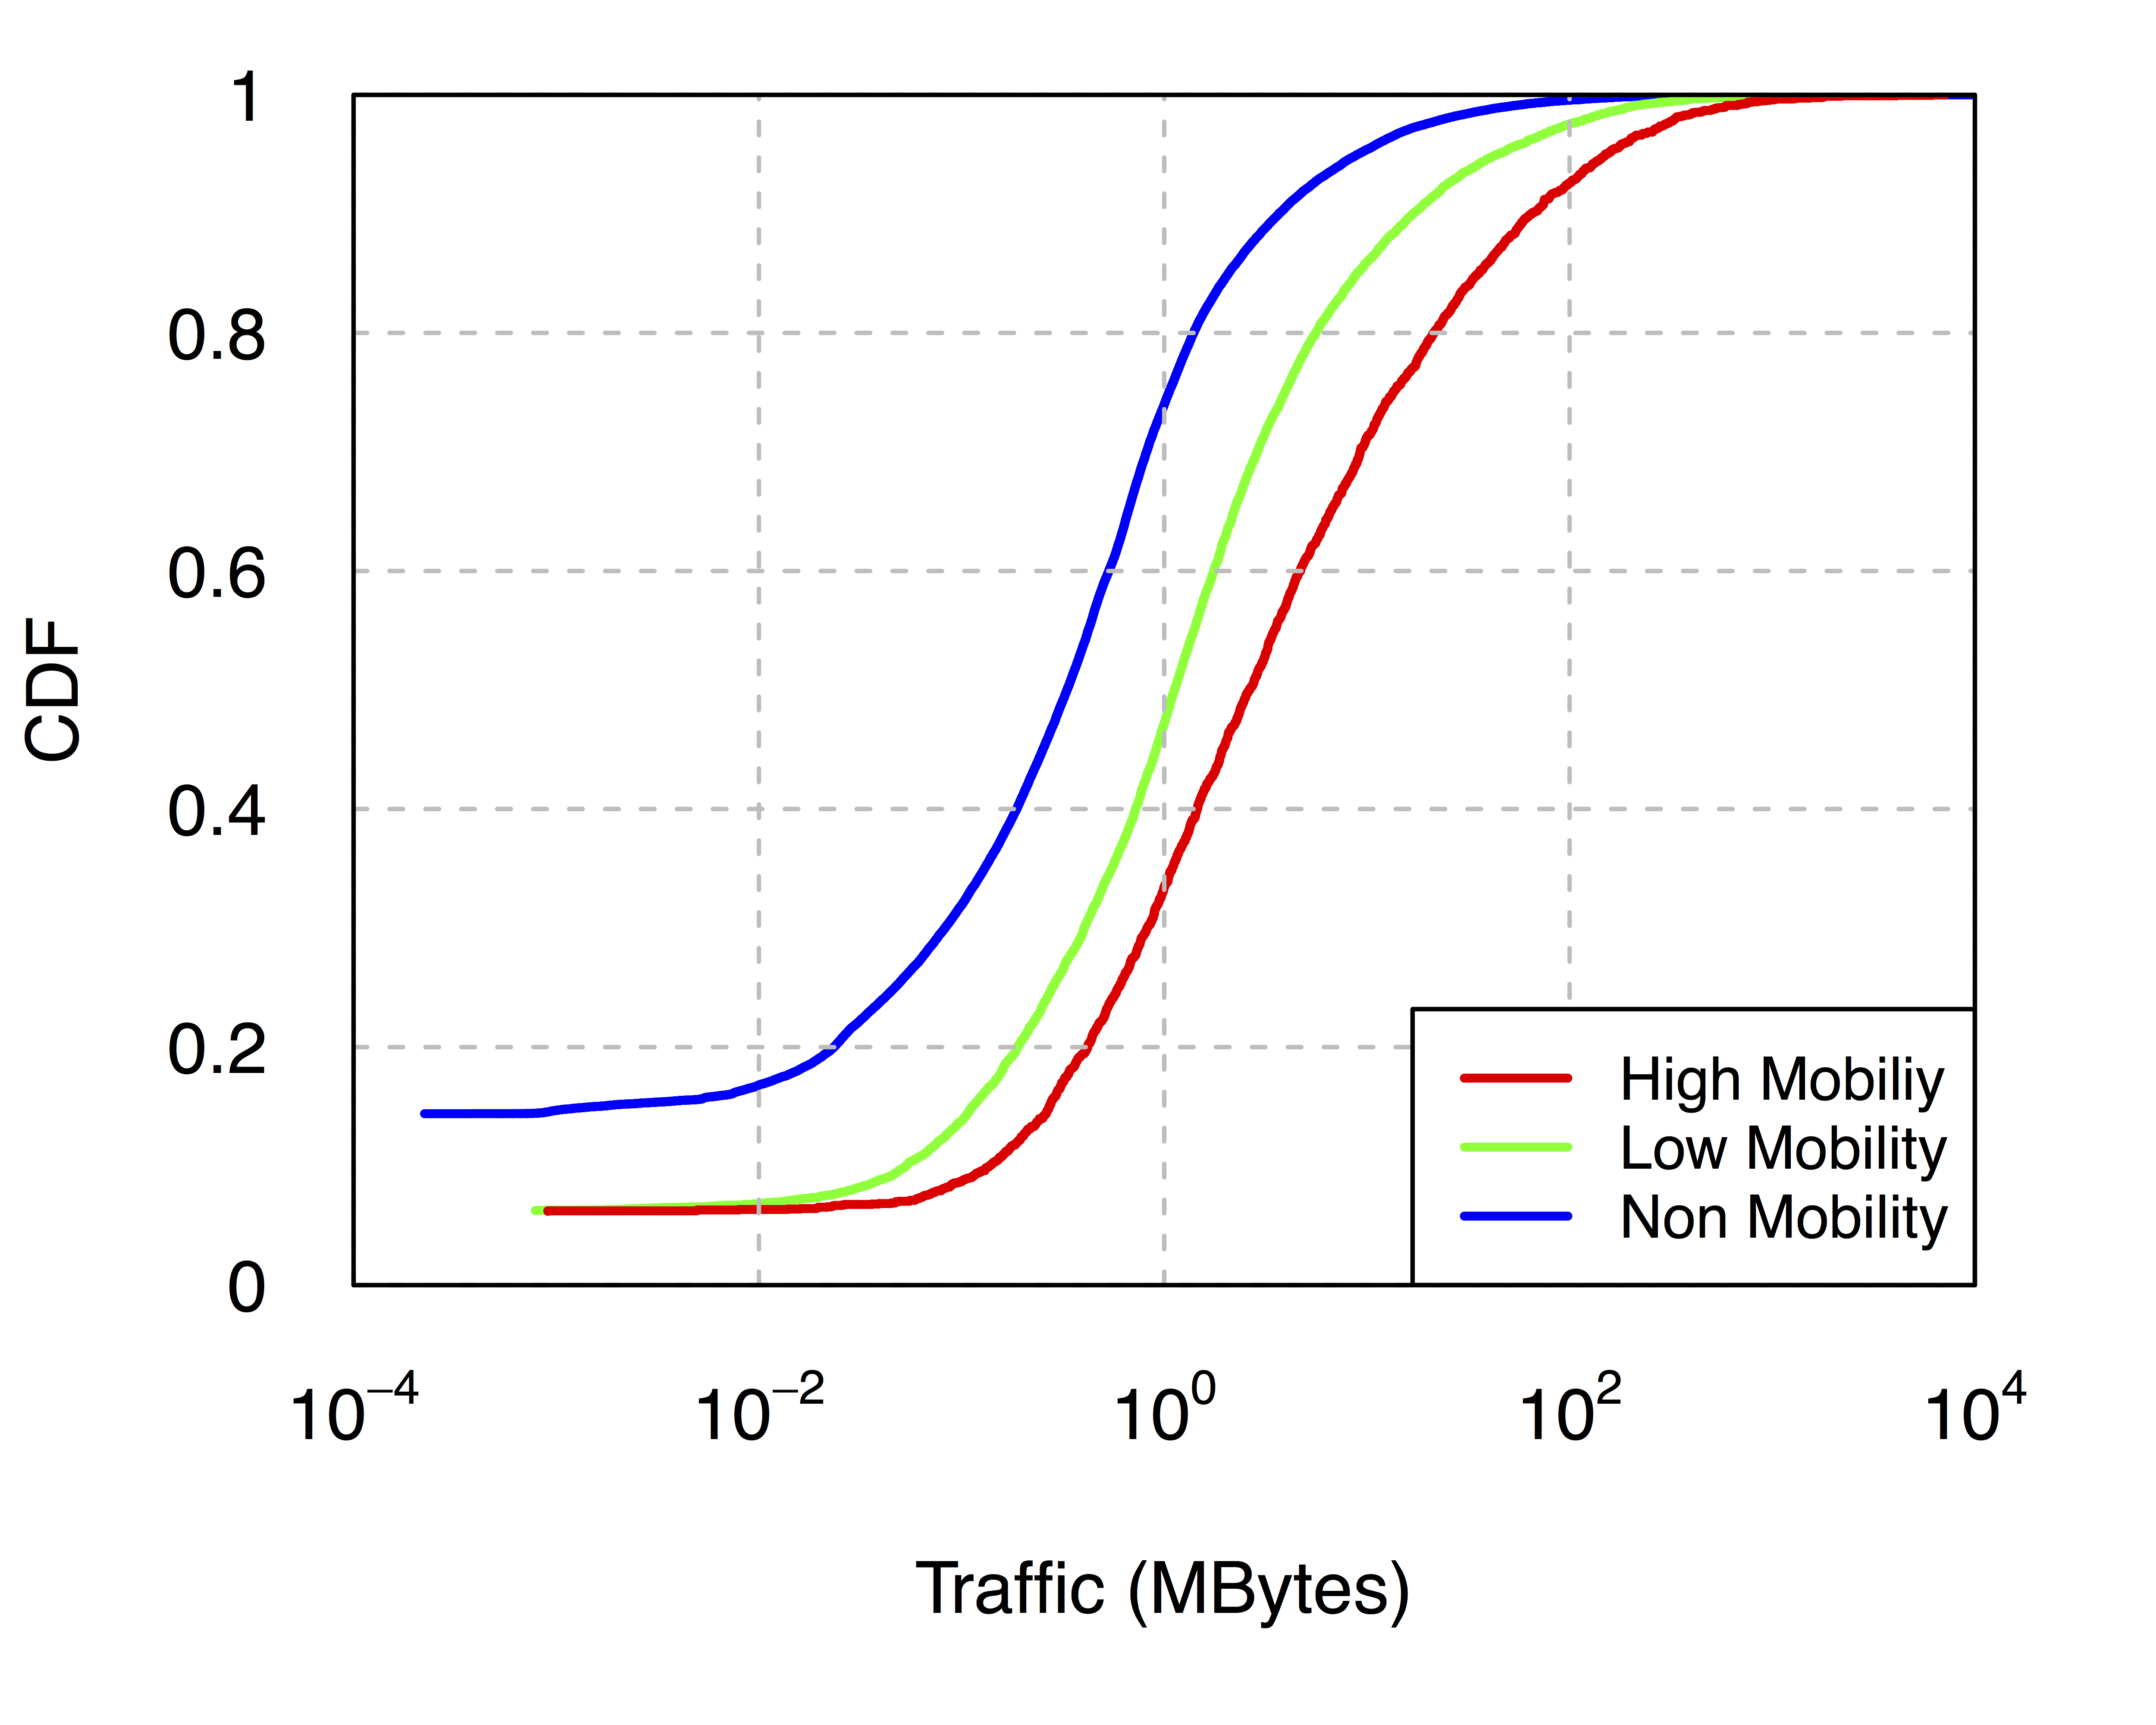 1
0.8
0.6
0.4
0.2
0
CDF
High Mobiliy
Low Mobility
Non Mobility
10⁻⁴ 10⁻² 10⁰ 10² 10⁴
Traffic (MBytes)